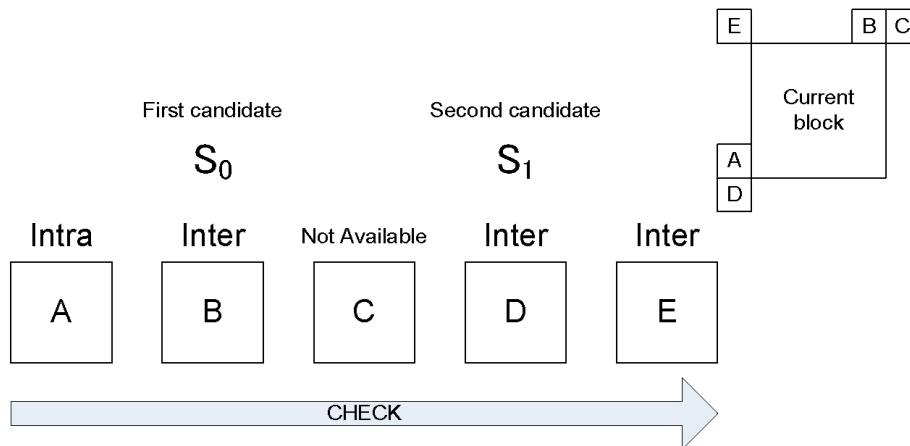 E B C
First candidate Second candidate
Current
block
S0 S1
A
D
Intra Inter Not Available Inter Inter
A B C D E
CHECK